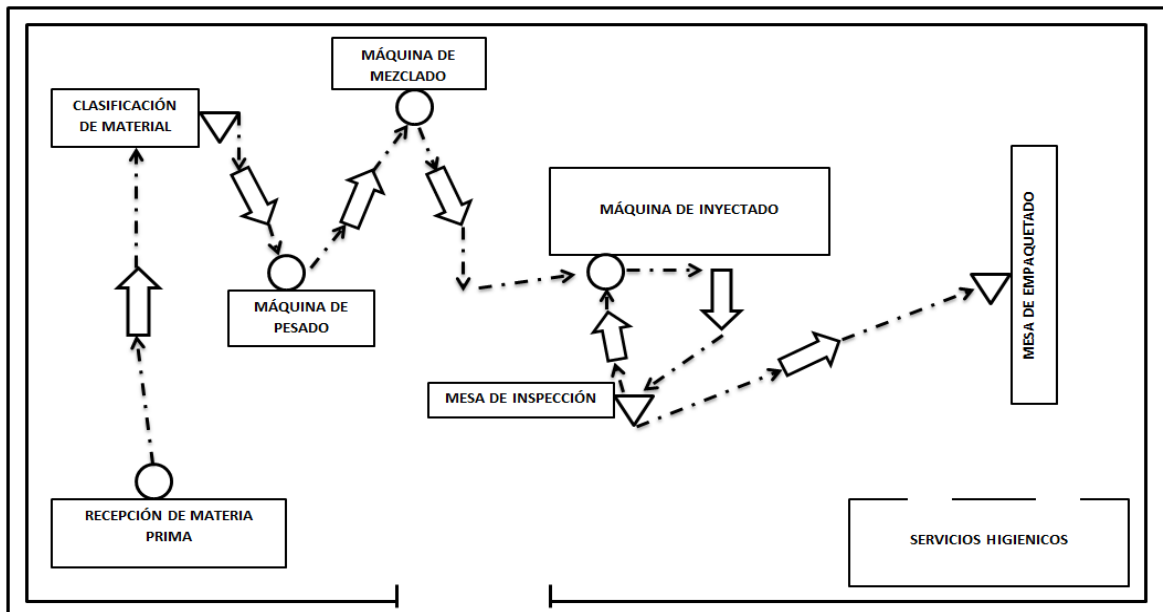 MÁQUINA DE
MEZCLADO
CLASIFICACIÓN
DE MATERIAL
MÁQUINA DE INYECTADO
MESA DE EMPAQUETADO
MÁQUINA DE
PESADO
MESA DE INSPECCIÓN
RECEPCIÓN DE MATERIA
PRIMA
SERVICIOS HIGIENICOS